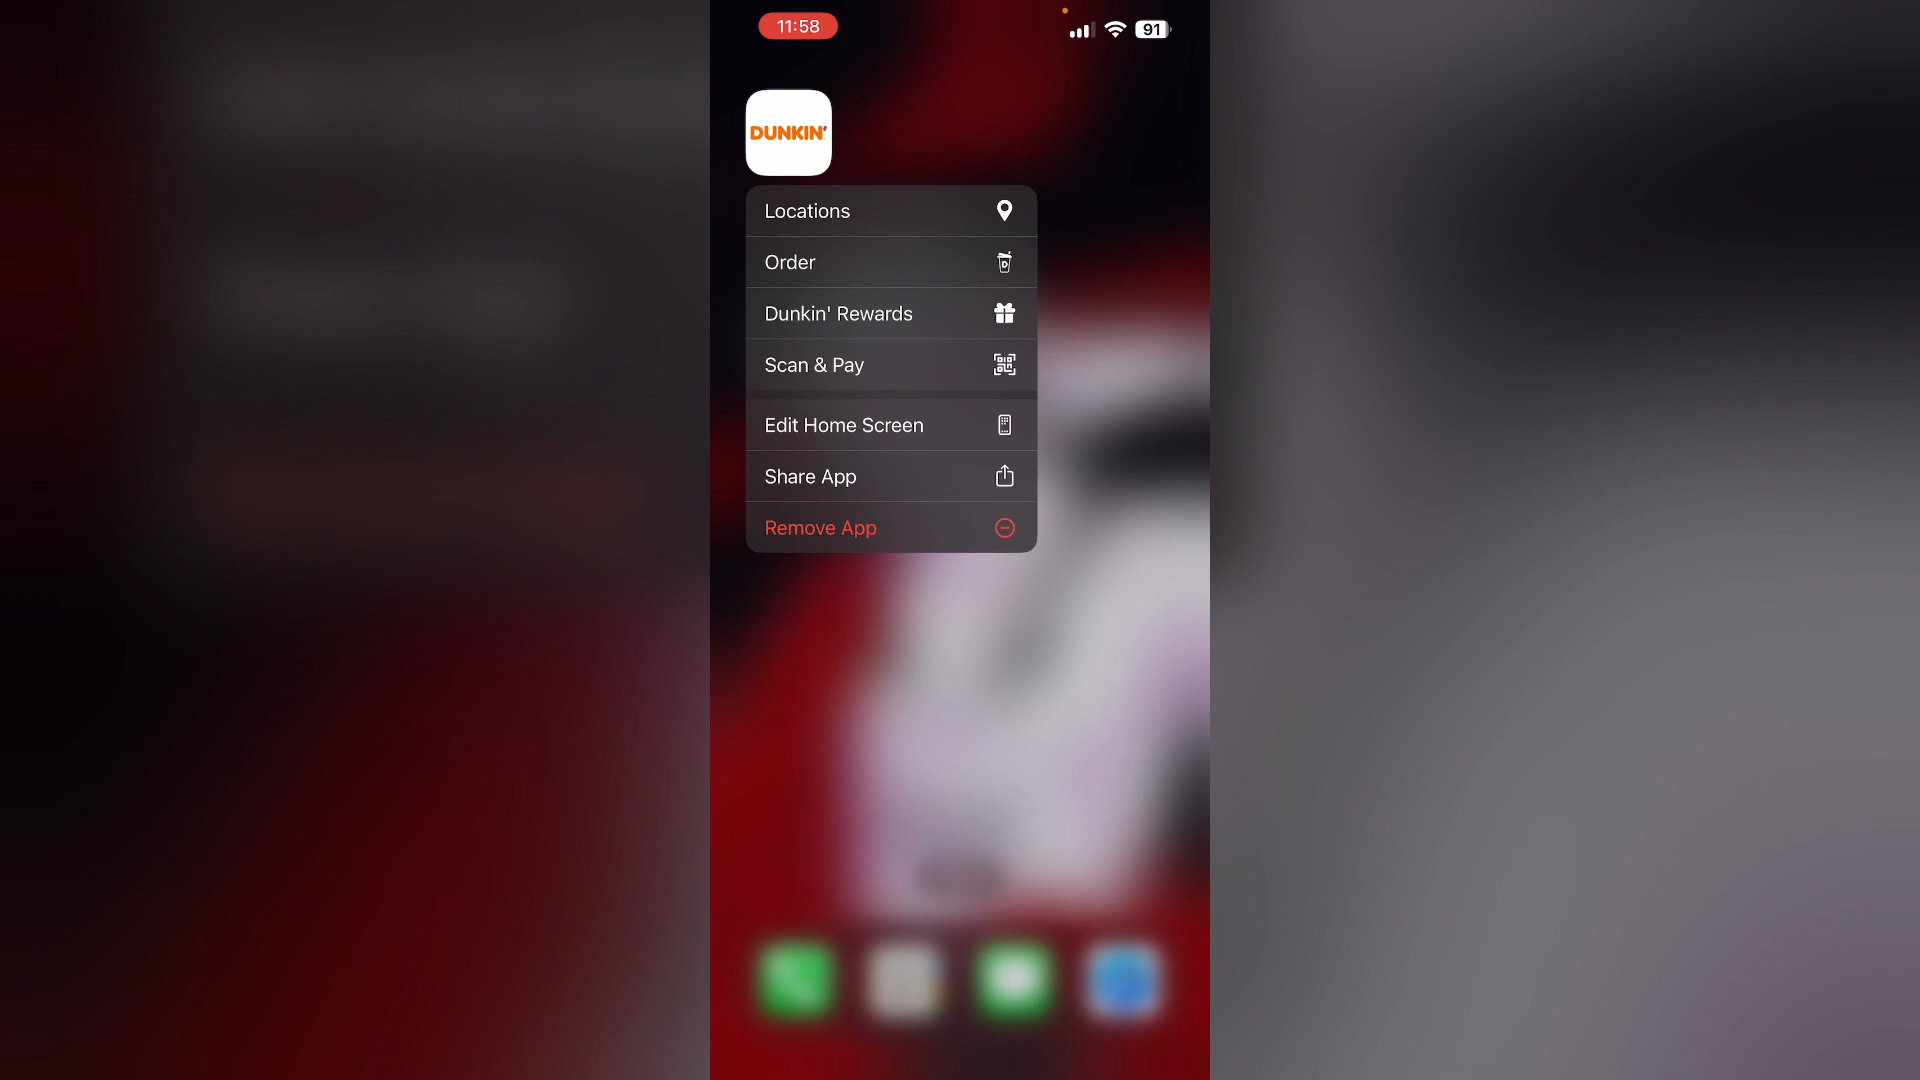 11:58
91
DUNKIN'
Locations
Order
D
Dunkin' Rewards
Scan & Pay
Edit Home Screen
Share App
Remove App